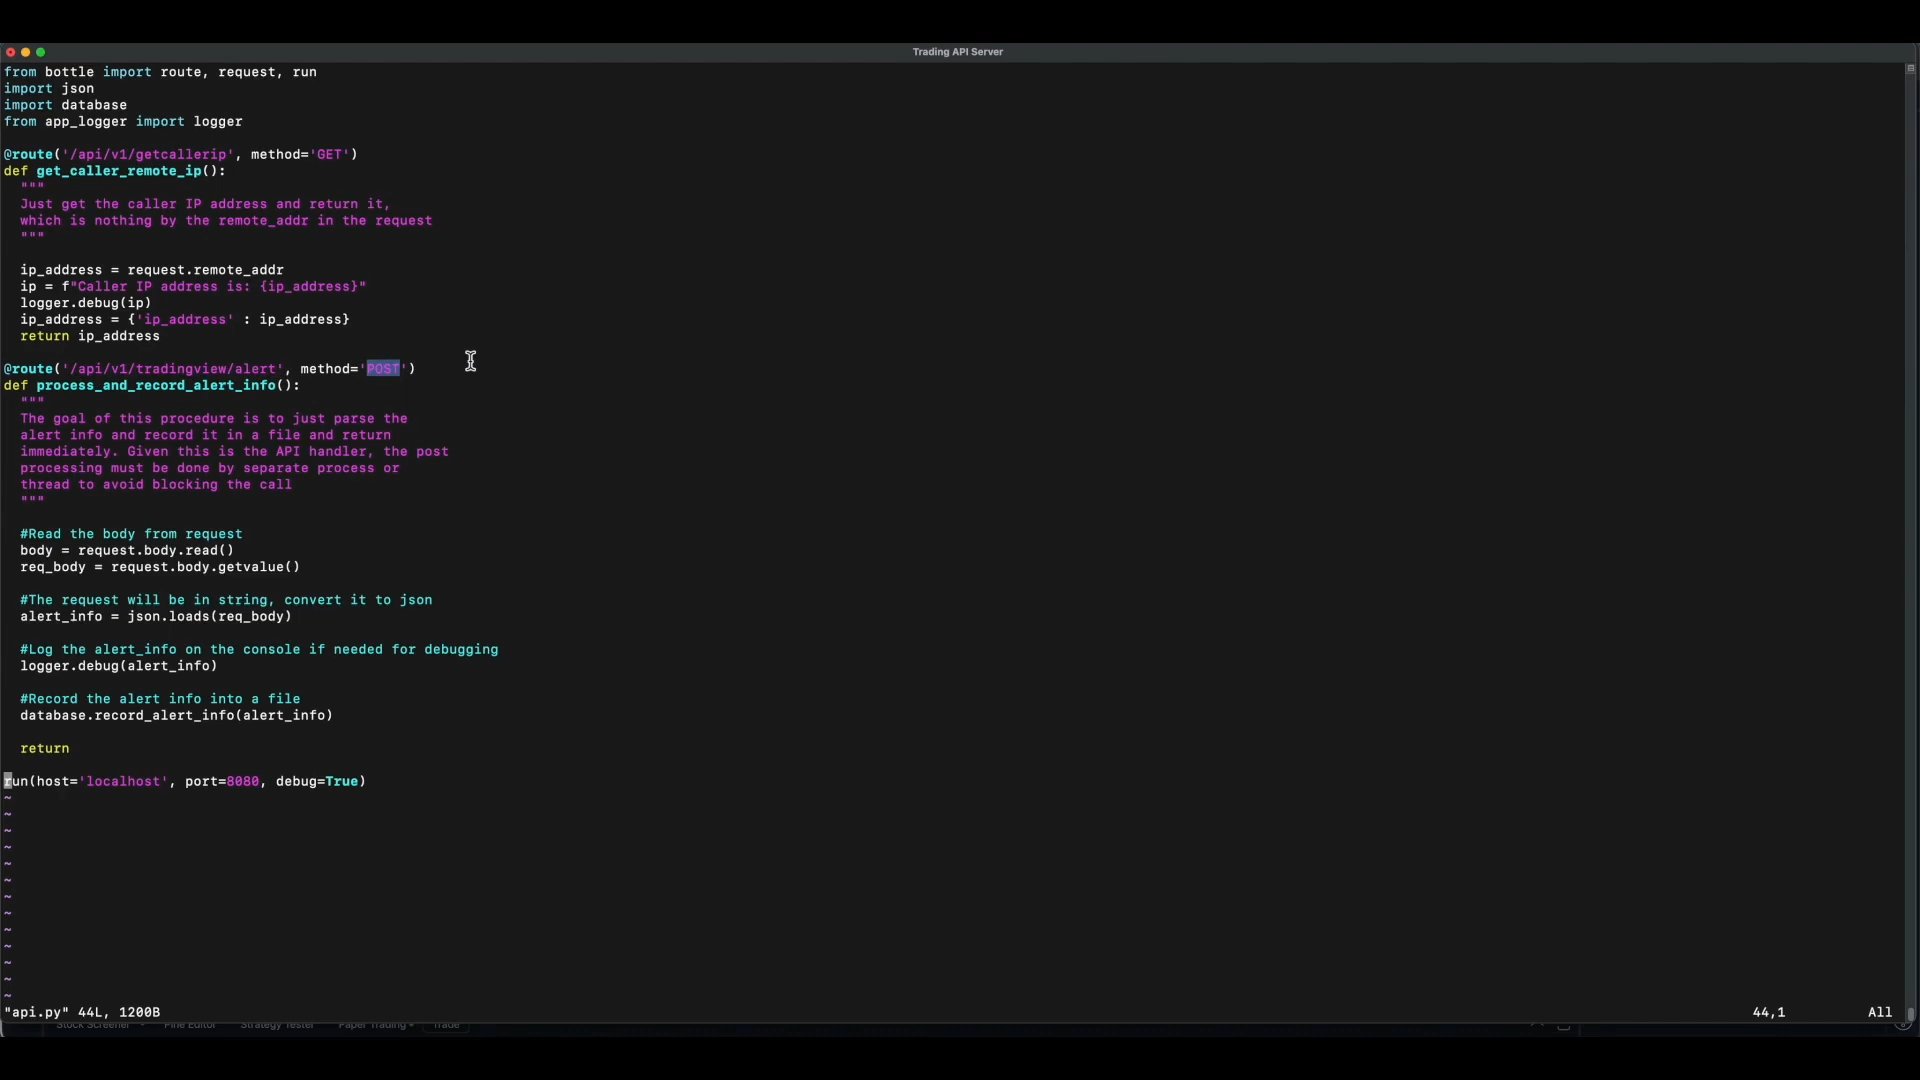 Trading API Server
from bottle import route, request, run
import json
import database
from app_logger import logger
@route('/api/v1/getcallerip', method='GET')
def get_caller_remote_ip():
"""
Just get the caller IP address and return it,
which is nothing by the remote_addr in the request
"""
ip_address = request.remote_addr
ip = f"Caller IP address is: {ip_address}"
logger.debug(ip)
ip_address = {'ip_address' : ip_address}
return ip_address
@route('/api/v1/tradingview/alert', method='POST')
def process_and_record_alert_info():
"""
The goal of this procedure is to just parse the
alert info and record it in a file and return
immediately. Given this is the API handler, the post
processing must be done by separate process or
thread to avoid blocking the call
"""
#Read the body from request
body = request.body.read()
req_body = request.body.getvalue()
#The request will be in string, convert it to json
alert_info = json.loads(req_body)
#Log the alert_info on the console if needed for debugging
logger.debug(alert_info)
#Record the alert info into a file
database.record_alert_info(alert_info)
return
run(host='localhost', port=8080, debug=True)
~
~
~
~
~
~
~
~
~
~
~
~
~
"api.py" 44L, 1200B 44,1 All
Stock Screener Pine Editor Strategy Tester Paper Trading Trade